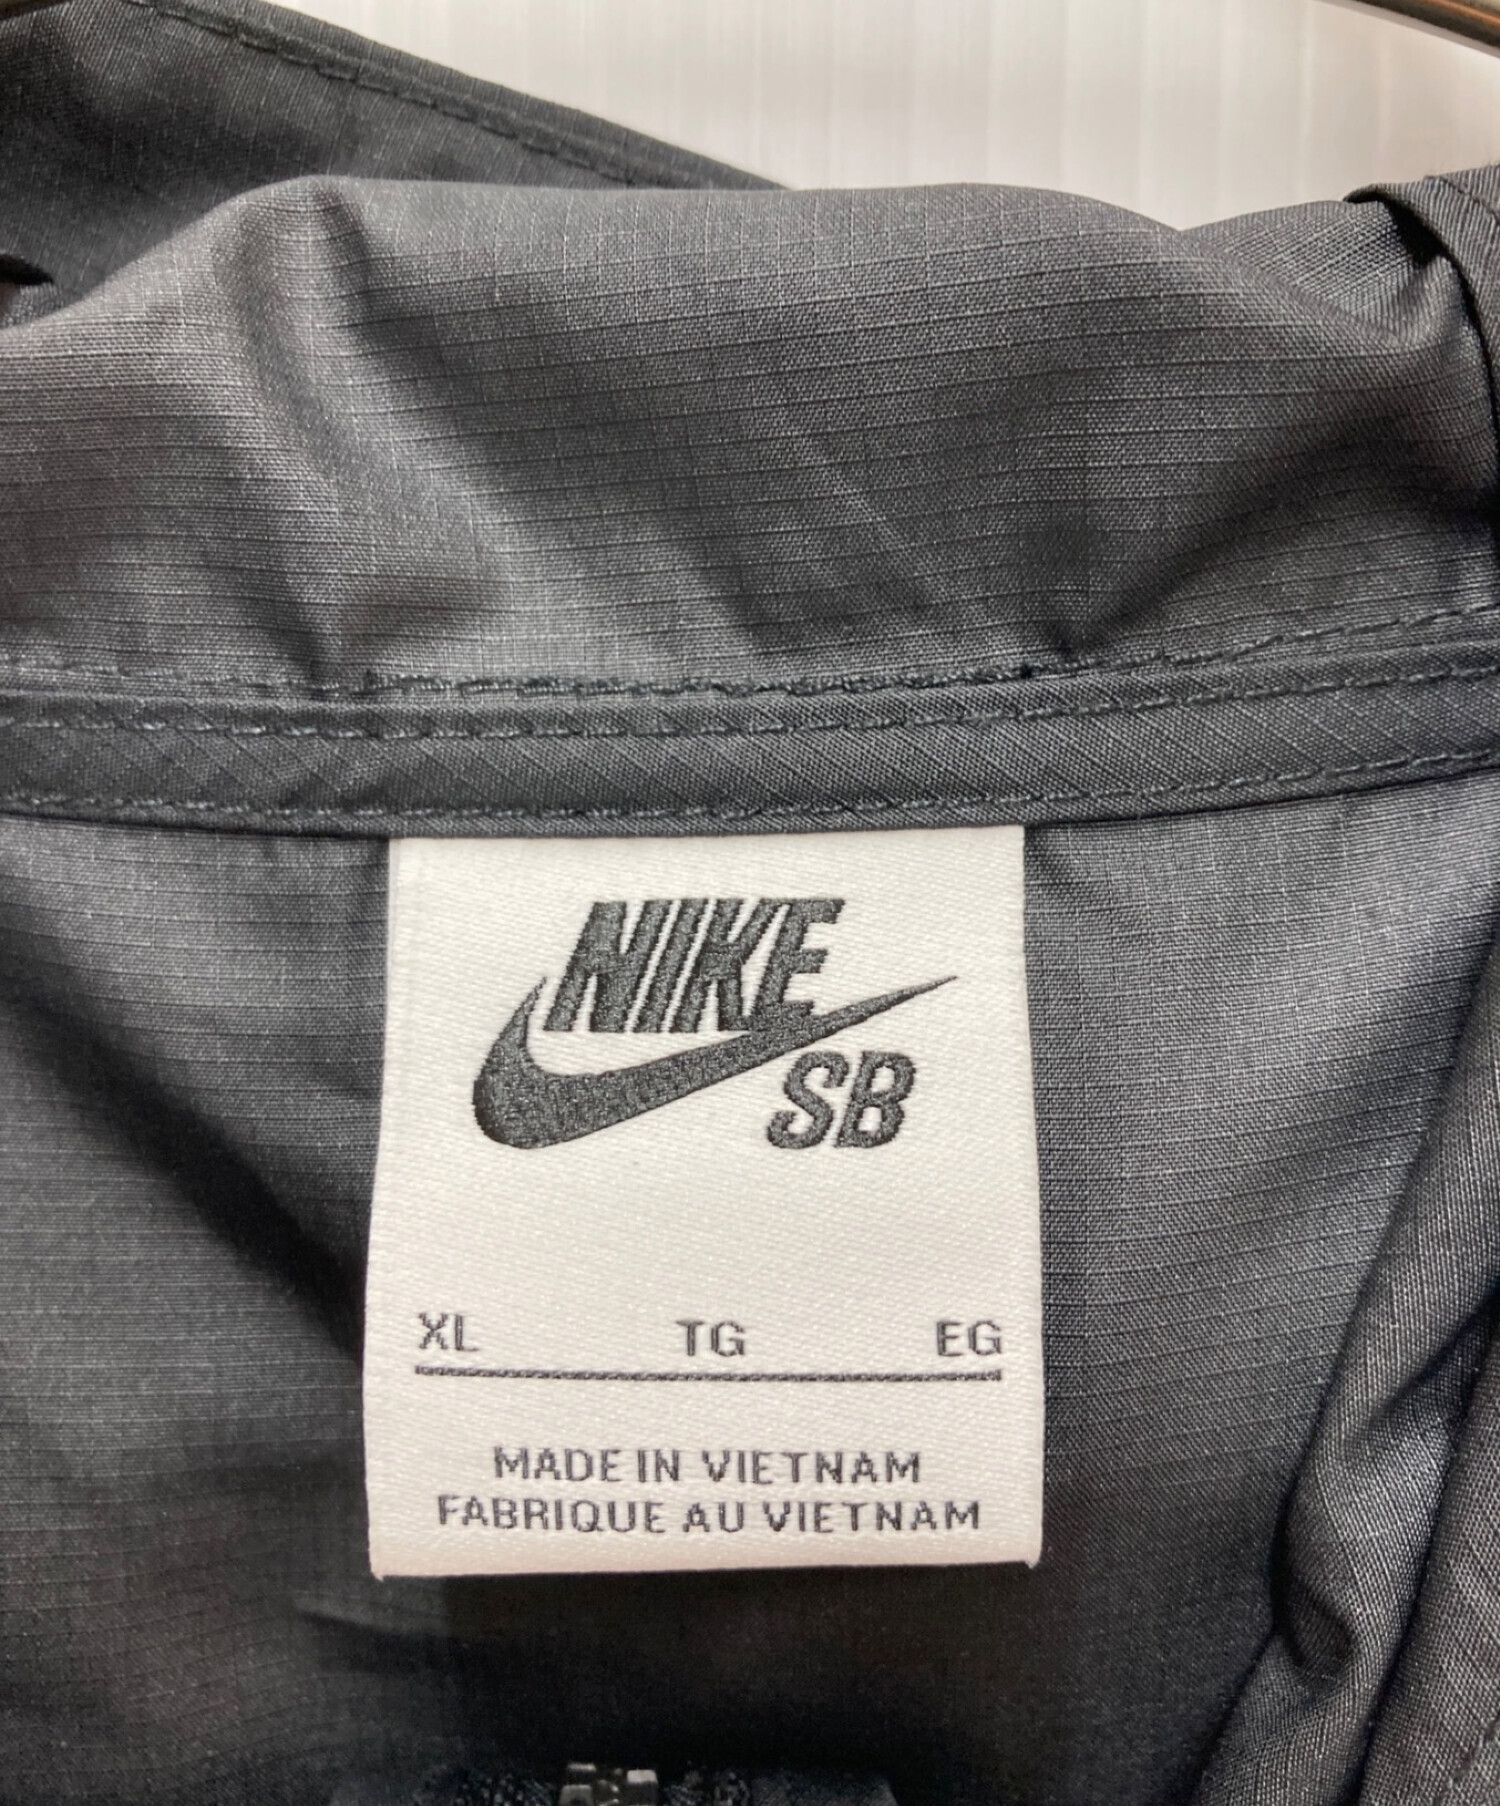 NIKE
SB
XL TG EG
MADE IN VIETNAM
FABRIQUE AU VIETNAM